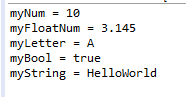 myNum = 10
myFloatNum = 3.145
myLetter = A
myBool = true
myString = HelloWorld